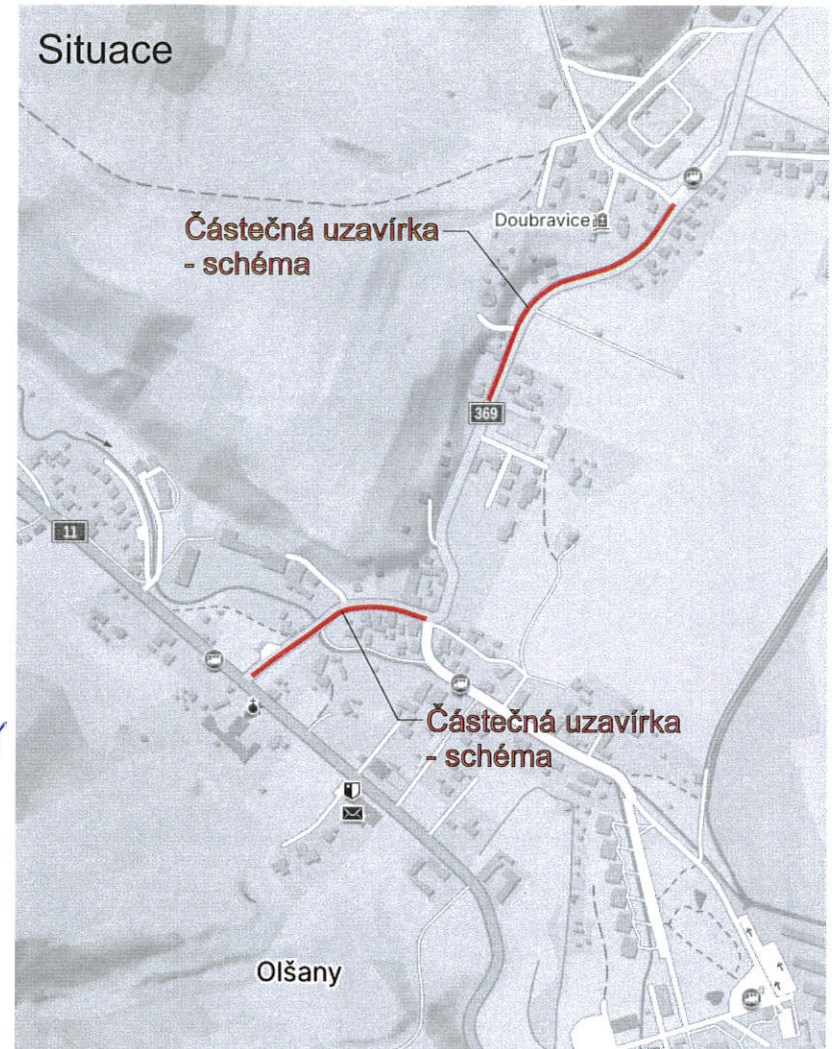 Situace
Částečná uzavírka
- schéma
Doubravice
369
11
Částečná uzavírka
- schéma
Olšany